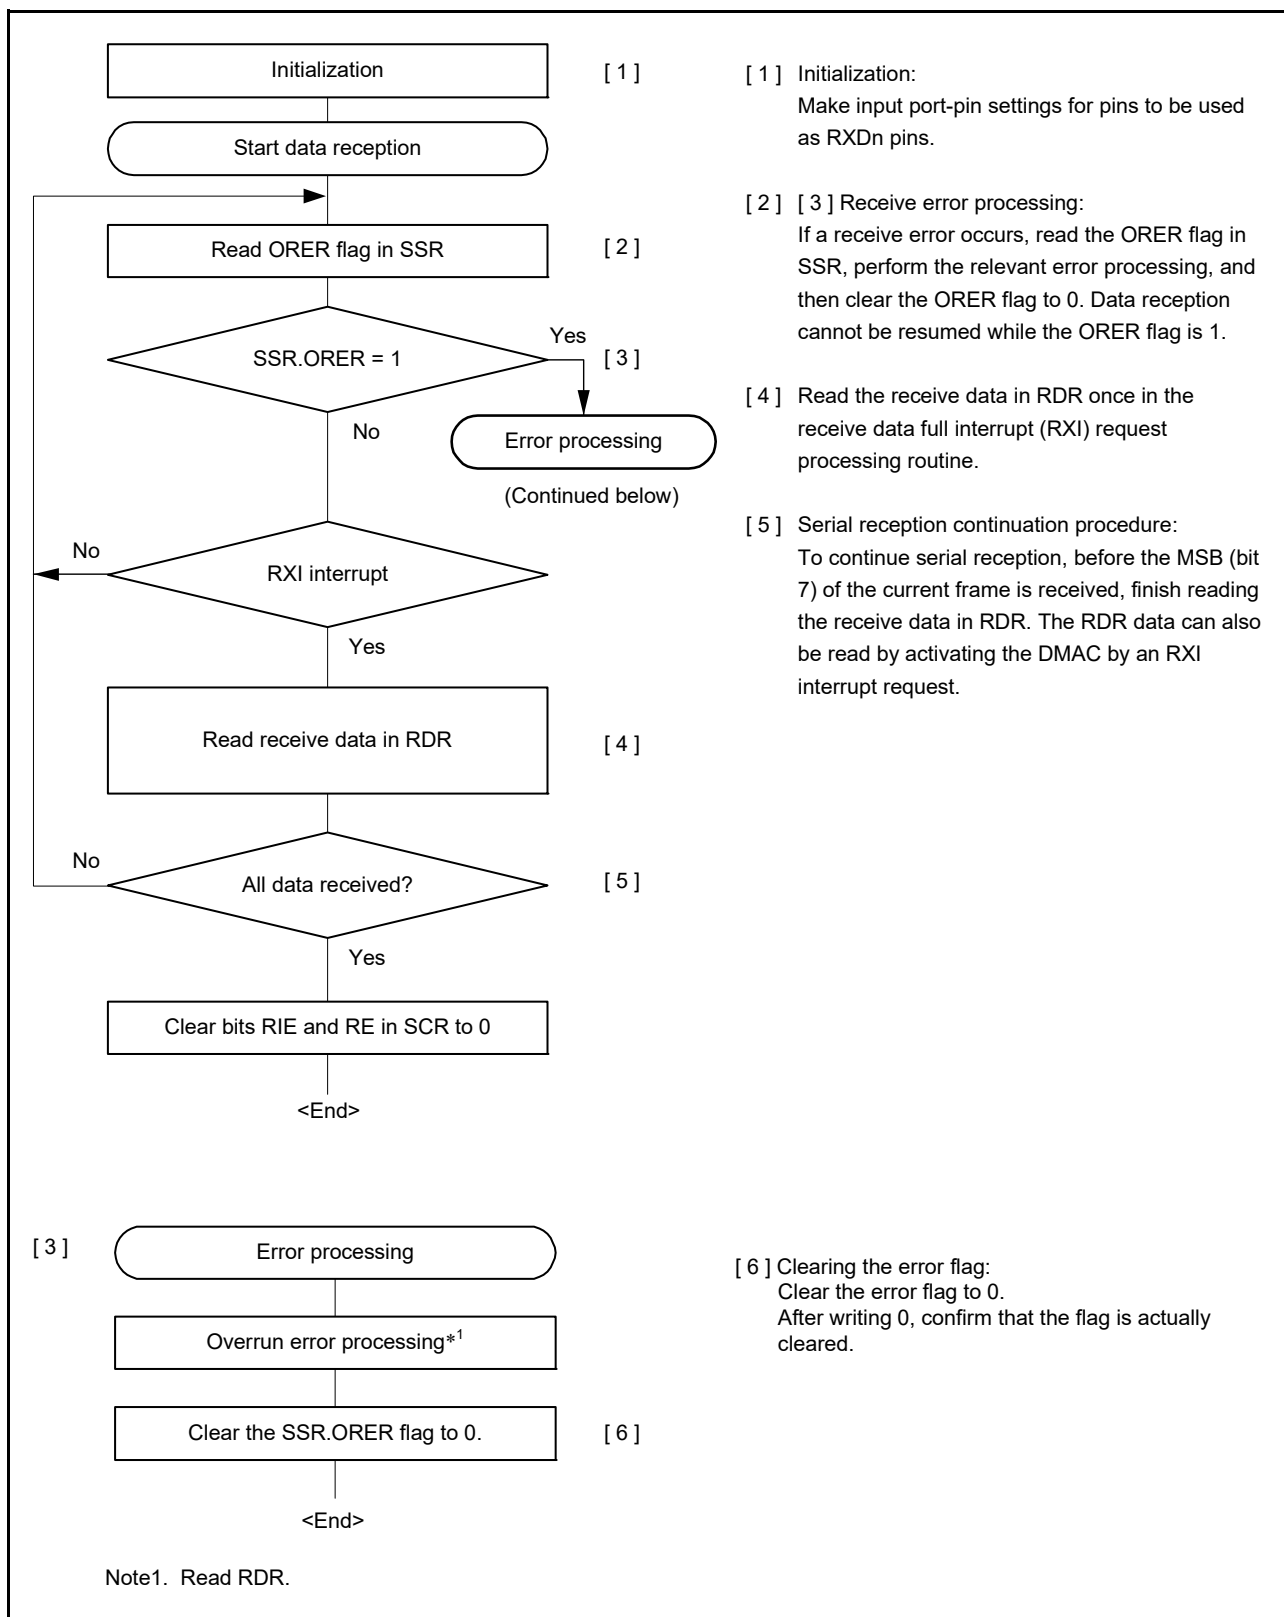 Initialization
[ 1 ]
Start data reception
Read ORER flag in SSR
[ 2 ]
SSR.ORER = 1
Yes
[ 3 ]
No
Error processing
(Continued below)
No
RXI interrupt
Yes
Read receive data in RDR
[ 4 ]
No
All data received?
[ 5 ]
Yes
Clear bits RIE and RE in SCR to 0
<End>
[ 1 ] Initialization:
Make input port-pin settings for pins to be used
as RXDn pins.
[ 2 ] [ 3 ] Receive error processing:
If a receive error occurs, read the ORER flag in
SSR, perform the relevant error processing, and
then clear the ORER flag to 0. Data reception
cannot be resumed while the ORER flag is 1.
[ 4 ] Read the receive data in RDR once in the
receive data full interrupt (RXI) request
processing routine.
[ 5 ] Serial reception continuation procedure:
To continue serial reception, before the MSB (bit
7) of the current frame is received, finish reading
the receive data in RDR. The RDR data can also
be read by activating the DMAC by an RXI
interrupt request.
[ 3 ]
Error processing
Overrun error processing*1
Clear the SSR.ORER flag to 0.
[ 6 ]
<End>
[ 6 ] Clearing the error flag:
Clear the error flag to 0.
After writing 0, confirm that the flag is actually
cleared.
Note1. Read RDR.